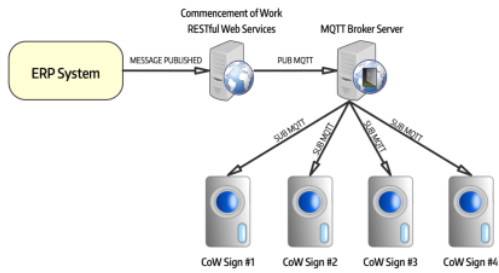 Commencement of Work
RESTful Web Services
MQTT Broker Server
ERP System
MESSAGE PUBLISHED
PUB MQTT
SUB MQTT
SUB MQTT
SUB MQTT
SUB MQTT
CoW Sign #1
CoW Sign #2
CoW Sign #3
CoW Sign #4